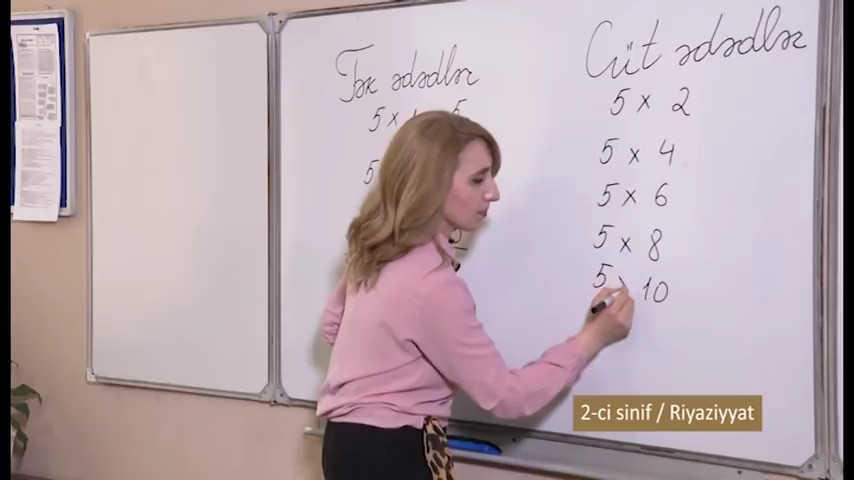 Tək ədədlər
5 ×
5
5
Cüt ədədlər
5 × 2
5 × 4
5 × 6
5 × 8
5 × 10
2-ci sinif / Riyaziyyat